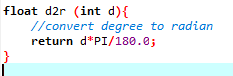 float d2r (int d){
//convert degree to radian
return d*PI/180.0;
}